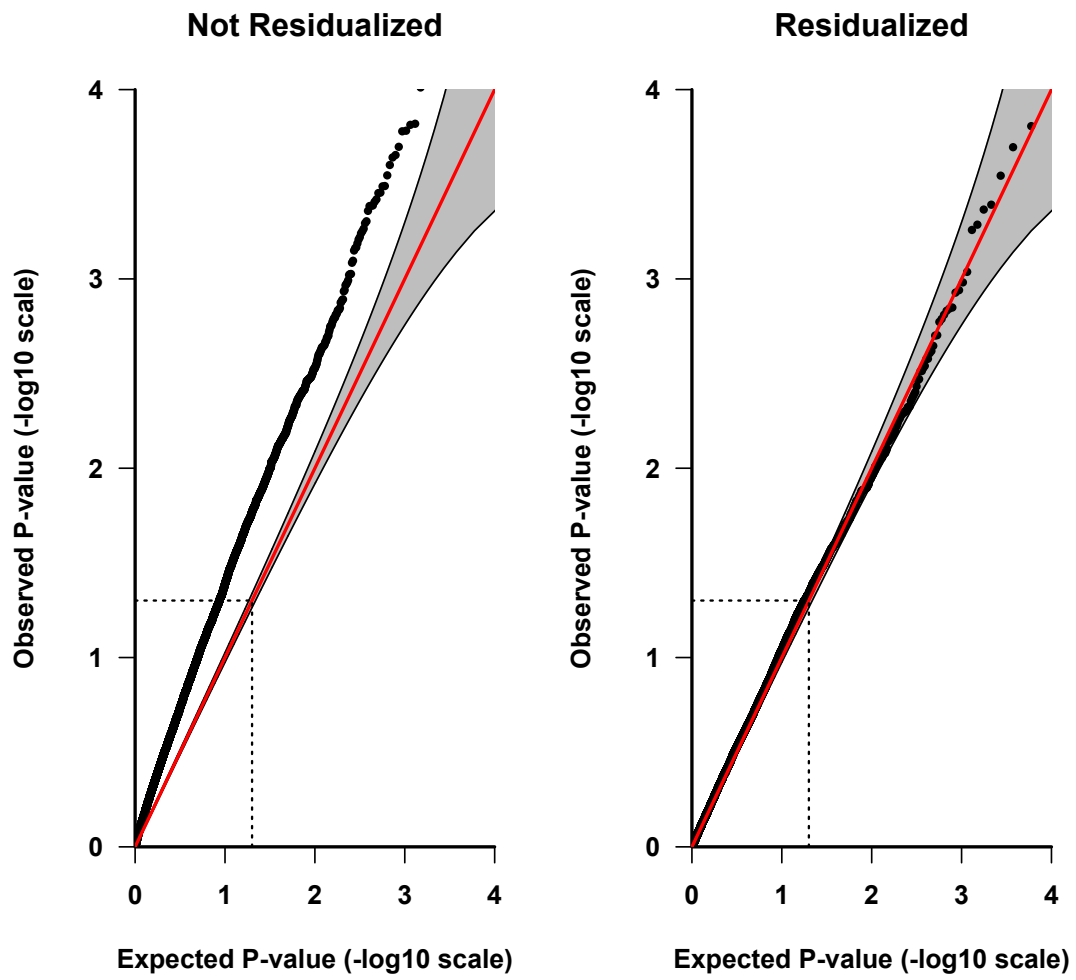 Not Residualized
4
3
2
1
0
Observed P-value (-log10 scale)
0 1 2 3 4
Expected P-value (-log10 scale)
Residualized
4
3
2
1
0
Observed P-value (-log10 scale)
0 1 2 3 4
Expected P-value (-log10 scale)